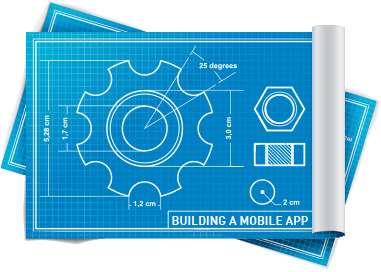 25 degrees
5,28 cm
1,7 cm
3,0 cm
1,2 cm
2 cm
BUILDING A MOBILE APP